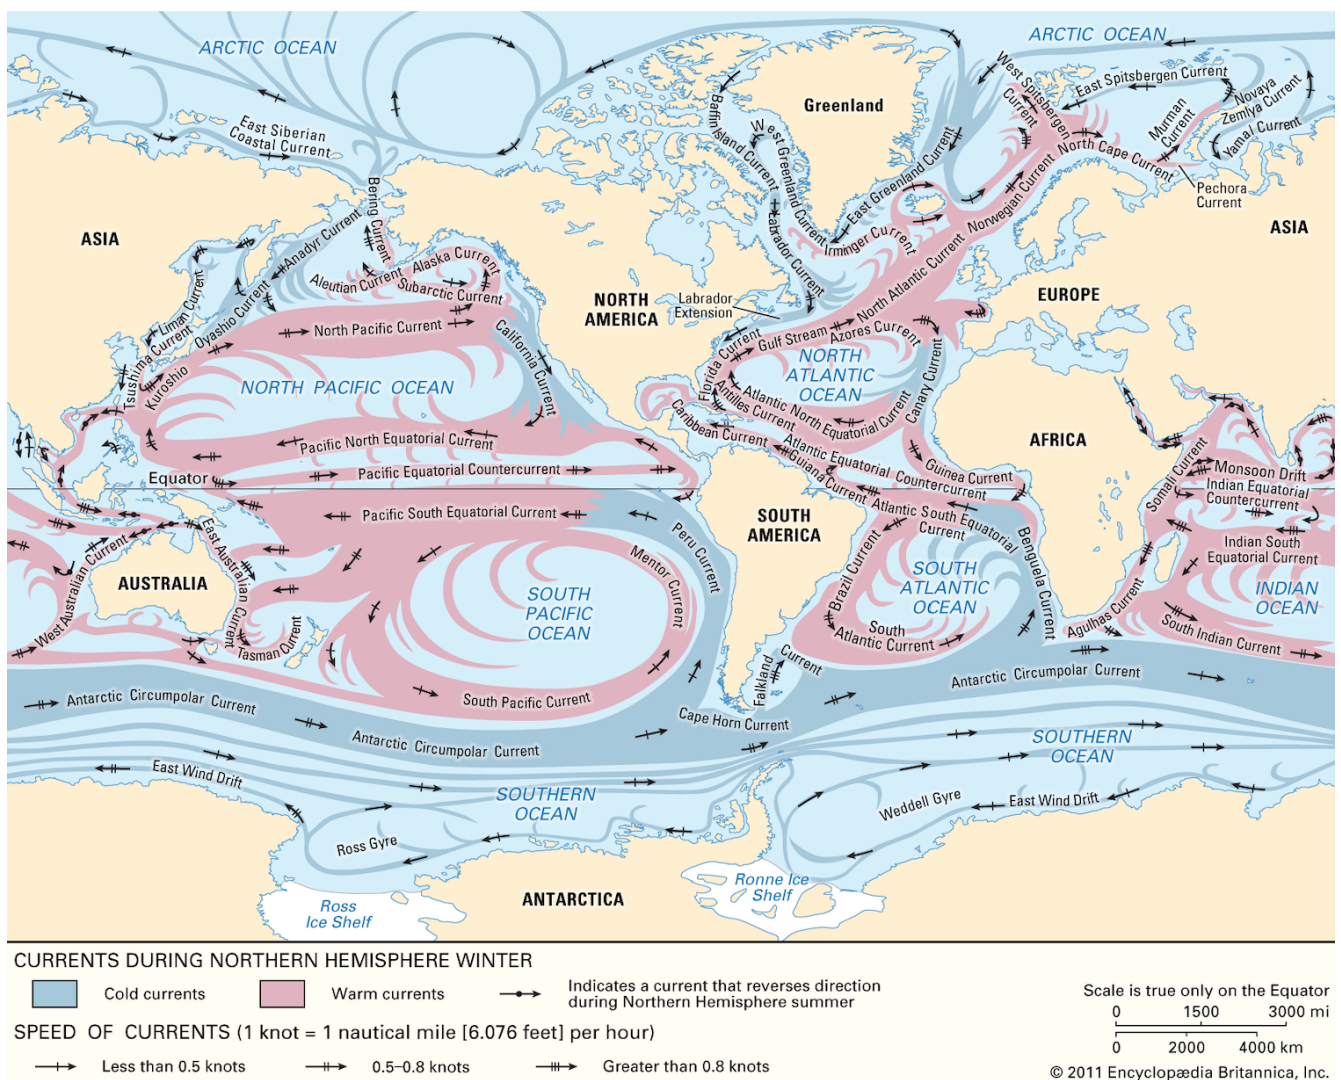 ARCTIC OCEAN
ARCTIC OCEAN
Greenland
East Siberian
Coastal Current
Bering Current
Anadyr Current
ASIA
Liman Current
Oyashio Current
Tsushima Current
Kuroshio
Aleutian Current
Alaska Current
Subarctic Current
North Pacific Current
California Current
NORTH PACIFIC OCEAN
Pacific North Equatorial Current
Pacific Equatorial Countercurrent
Equator
Pacific South Equatorial Current
NORTH
AMERICA
Baffin Island Current
West Greenland Current
East Greenland Current
Labrador Current
Labrador
Extension
Irminger Current
West Spitsbergen
Current
East Spitsbergen Current
Novaya
Zemlya Current
Murman
Current
Yamal Current
North Cape Current
Pechora
Current
Norwegian Current
North Atlantic Current
Gulf Stream
Azores Current
Florida Current
NORTH
ATLANTIC
OCEAN
Antilles Current
Atlantic North Equatorial Current
Canary Current
Caribbean Current
Atlantic Equatorial
Countercurrent
Guiana Current
Guinea Current
Atlantic South Equatorial
Current
EUROPE
ASIA
AFRICA
Somali Current
Monsoon Drift
Indian Equatorial
Countercurrent
Indian South
Equatorial Current
INDIAN
OCEAN
Agulhas Current
South Indian Current
SOUTH
AMERICA
Peru Current
Mentor Current
Brazil Current
SOUTH
ATLANTIC
OCEAN
Benguela Current
South
Atlantic Current
Falkland
Current
Cape Horn Current
AUSTRALIA
West Australian Current
East Australian Current
Tasman Current
SOUTH
PACIFIC
OCEAN
South Pacific Current
Antarctic Circumpolar Current
Antarctic Circumpolar Current
Antarctic Circumpolar Current
SOUTHERN
OCEAN
SOUTHERN
OCEAN
East Wind Drift
East Wind Drift
Weddell Gyre
Ross Gyre
Ross
Ice Shelf
Ronne Ice
Shelf
ANTARCTICA
CURRENTS DURING NORTHERN HEMISPHERE WINTER
Cold currents
Warm currents
Indicates a current that reverses direction
during Northern Hemisphere summer
SPEED OF CURRENTS (1 knot = 1 nautical mile [6.076 feet] per hour)
Less than 0.5 knots
0.5–0.8 knots
Greater than 0.8 knots
Scale is true only on the Equator
0 1500 3000 mi
0 2000 4000 km
© 2011 Encyclopædia Britannica, Inc.